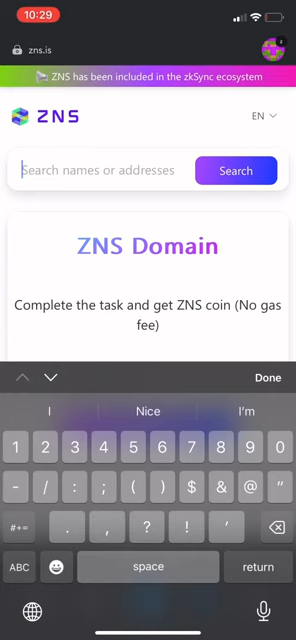 10:29
zns.is
2
ZNS has been included in the zkSync ecosystem
ZNS
EN
Search names or addresses
Search
ZNS Domain
Complete the task and get ZNS coin (No gas
fee)
Done
I Nice I'm
1 2 3 4 5 6 7 8 9 0
- / : ; ( ) $ & @ "
#+= . , ? ! '
ABC space return